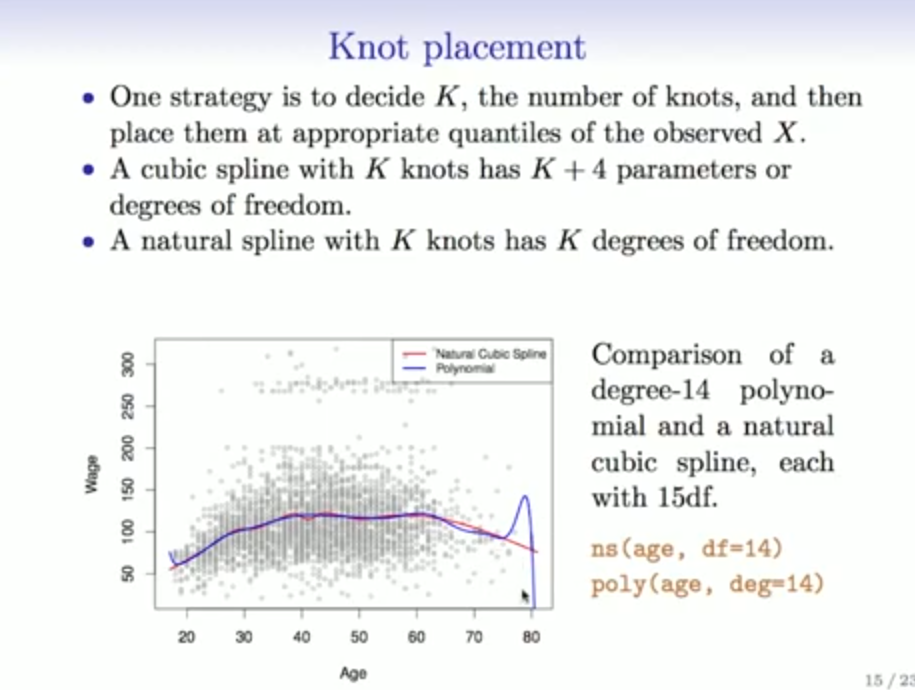 Knot placement
• One strategy is to decide K, the number of knots, and then
place them at appropriate quantiles of the observed X.
• A cubic spline with K knots has K + 4 parameters or
degrees of freedom.
• A natural spline with K knots has K degrees of freedom.
Natural Cubic Spline
Polynomial
Wage
300
250
200
150
100
50
20 30 40 50 60 70 80
Age
Comparison of a
degree-14 polyno-
mial and a natural
cubic spline, each
with 15df.
ns(age, df=14)
poly(age, deg=14)
15 / 23